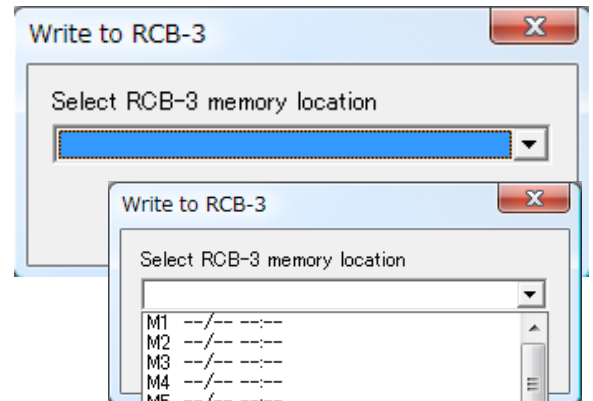 Write to RCB-3
Select RCB-3 memory location
Write to RCB-3
Select RCB-3 memory location
M1 --/-- --:--
M2 --/-- --:--
M3 --/-- --:--
M4 --/-- --:--
M5 --/-- --:--